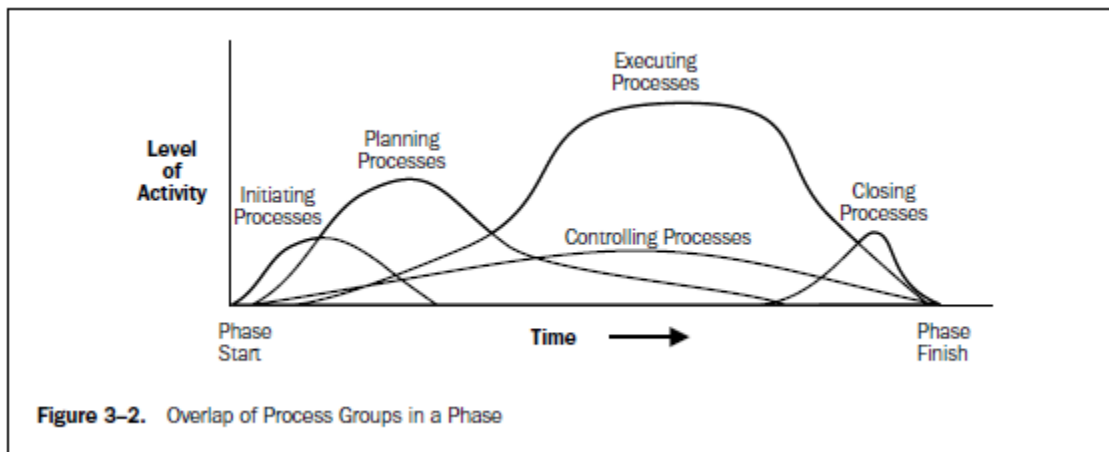 Executing
Processes
Planning
Processes
Level
of
Activity
Initiating
Processes
Closing
Processes
Controlling Processes
Phase
Start
Time
Phase
Finish
Figure 3–2. Overlap of Process Groups in a Phase